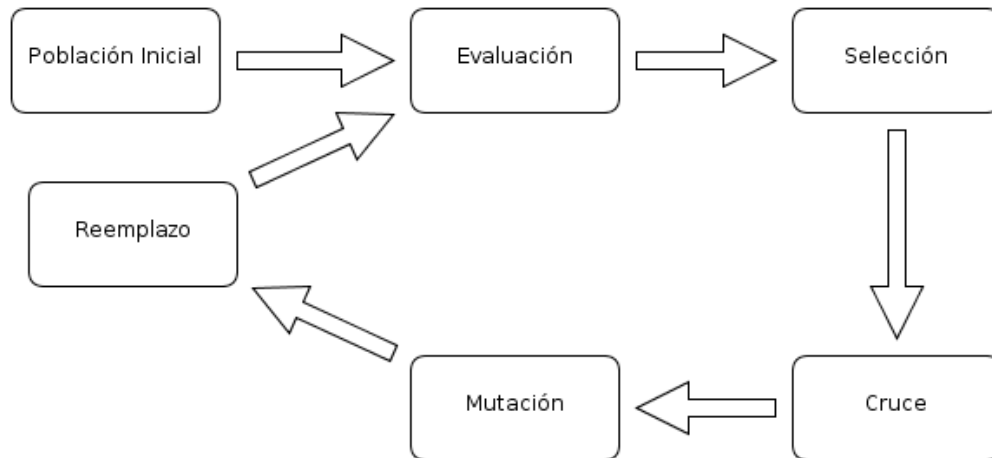 Población Inicial
Evaluación
Selección
Reemplazo
Mutación
Cruce